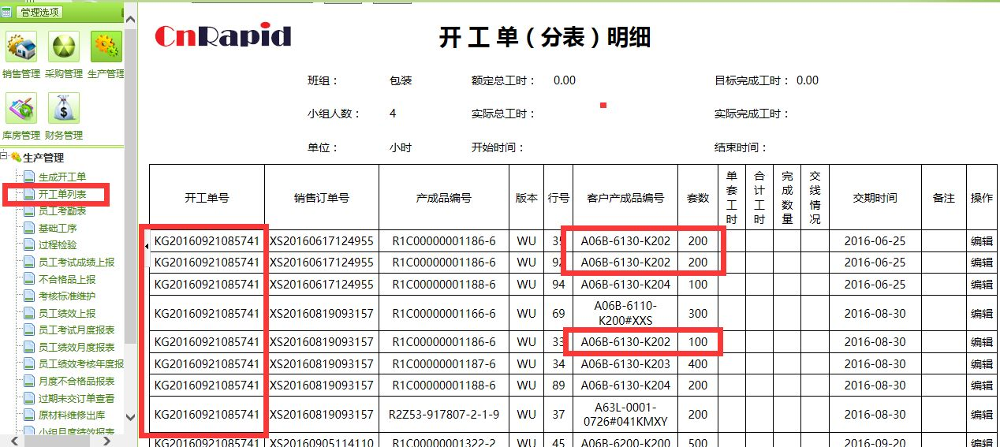 管理选项
销售管理 采购管理 生产管理
库房管理 财务管理
生产管理
生成开工单
开工单列表
员工考勤表
基础工序
过程检验
员工考试成绩上报
不合格品上报
考核标准维护
员工绩效上报
员工考试月度报表
员工绩效月度报表
员工绩效考核年度报
月度不合格品报表
过期未交订单查看
原材料维修出库
小组月度绩效报表
CnRapid
开 工 单（分表）明细
班组： 包装 额定总工时： 0.00 目标完成工时： 0.00
小组人数： 4 实际总工时： 实际完成工时：
单位： 小时 开始时间： 结束时间：
开工单号 销售订单号 产成品编号 版本 行号 客户产成品编号 套数 单套工时 合计工时 完成数量 交线情况 交期时间 备注 操作
KG20160921085741 XS20160617124955 R1C00000001186-6 WU 35 A06B-6130-K202 200 2016-06-25 编辑
KG20160921085741 XS20160617124955 R1C00000001186-6 WU 92 A06B-6130-K202 200 2016-06-25 编辑
KG20160921085741 XS20160617124955 R1C00000001188-6 WU 94 A06B-6130-K204 100 2016-06-25 编辑
KG20160921085741 XS20160819093157 R1C00000001166-6 WU 69 A06B-6110-K200#XXS 300 2016-08-30 编辑
KG20160921085741 XS20160819093157 R1C00000001186-6 WU 33 A06B-6130-K202 100 2016-08-30 编辑
KG20160921085741 XS20160819093157 R1C00000001187-6 WU 34 A06B-6130-K203 400 2016-08-30 编辑
KG20160921085741 XS20160819093157 R1C00000001188-6 WU 89 A06B-6130-K204 200 2016-08-30 编辑
KG20160921085741 XS20160819093157 R2Z53-917807-2-1-9 WU 37 A63L-0001-0726#041KMXY 200 2016-08-30 编辑
KG20160921085741 XS20160905114110 R1C00000001322-2 WU 45 A06B-6200-K200 500 2016-09-20 编辑